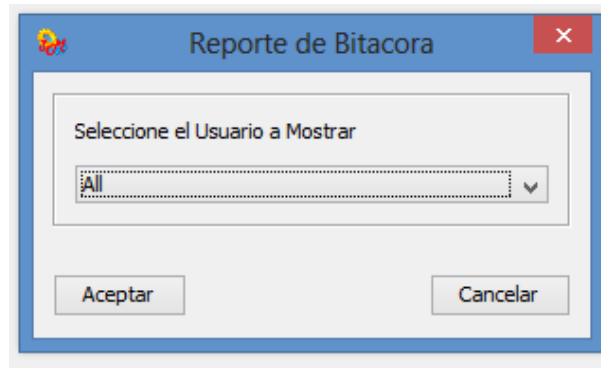 Reporte de Bitacora
Seleccione el Usuario a Mostrar
All
Aceptar
Cancelar